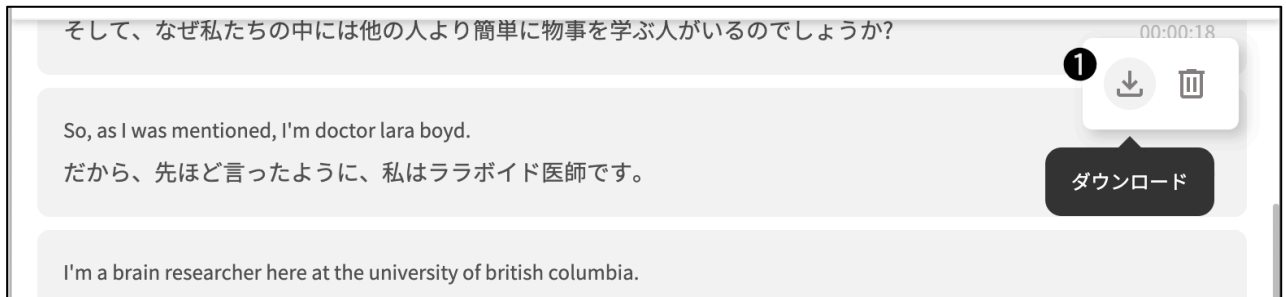 そして、なぜ私たちの中には他の人より簡単に物事を学ぶ人がいるのでしょうか?
00:00:18
❶
So, as I was mentioned, I'm doctor lara boyd.
だから、先ほど言ったように、私はララボイド医師です。
ダウンロード
I'm a brain researcher here at the university of british columbia.